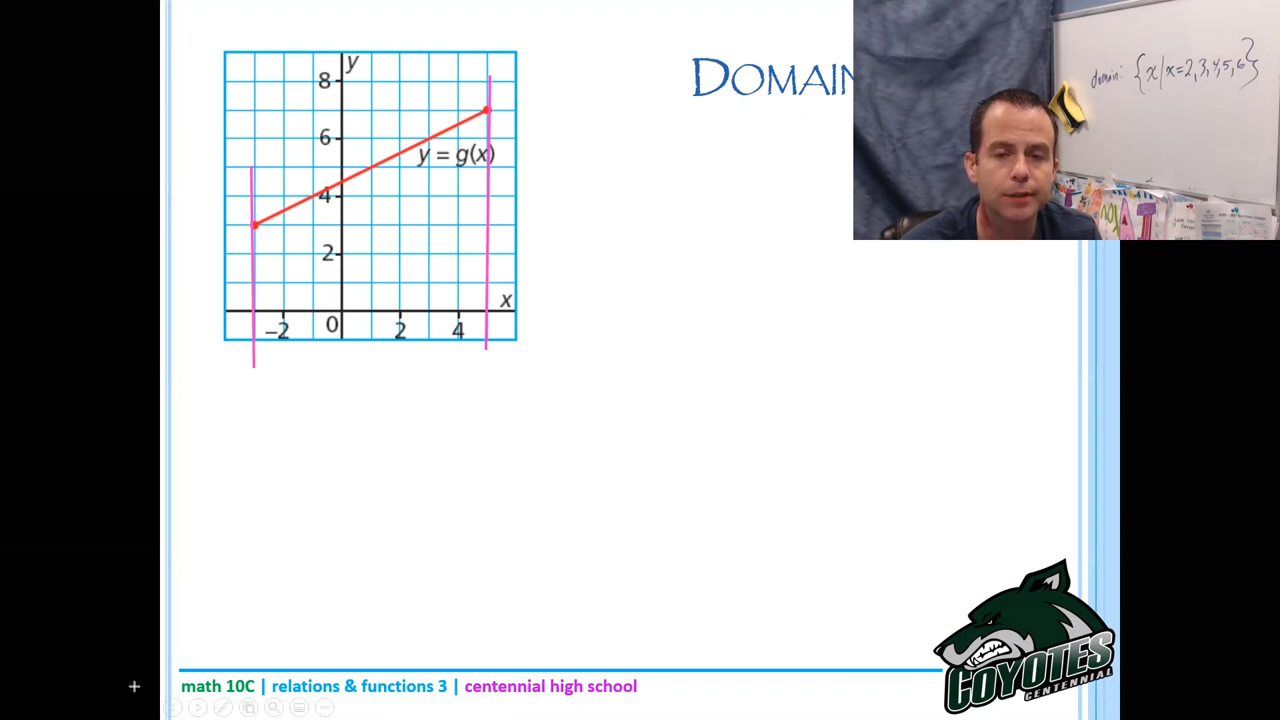 DOMAIN
domain: {x|x=2,3,4,5,6}
y
8
6
y = g(x)
4
2
x
-2
0
2
4
math 10C | relations & functions 3 | centennial high school
COYOTES
CENTENNIAL